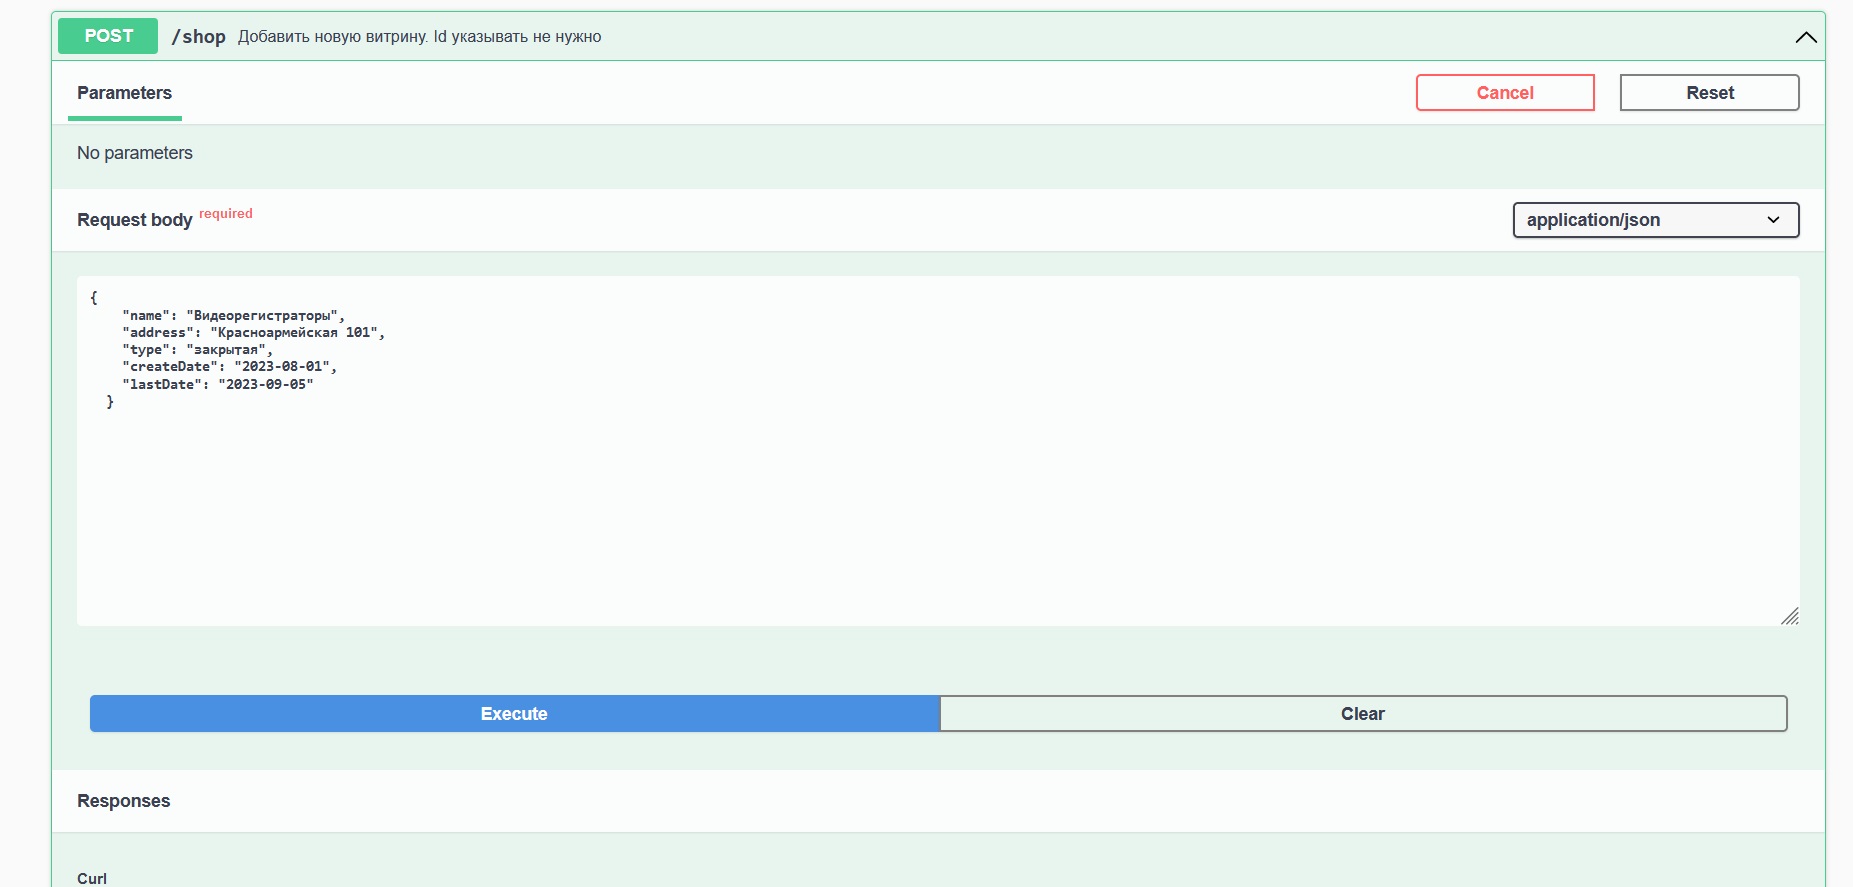 POST /shop Добавить новую витрину. Id указывать не нужно
Parameters
Cancel
Reset
No parameters
Request body required
application/json
{
"name": "Видеорегистраторы",
"address": "Красноармейская 101",
"type": "закрытая",
"createDate": "2023-08-01",
"lastDate": "2023-09-05"
}
Execute
Clear
Responses
Curl